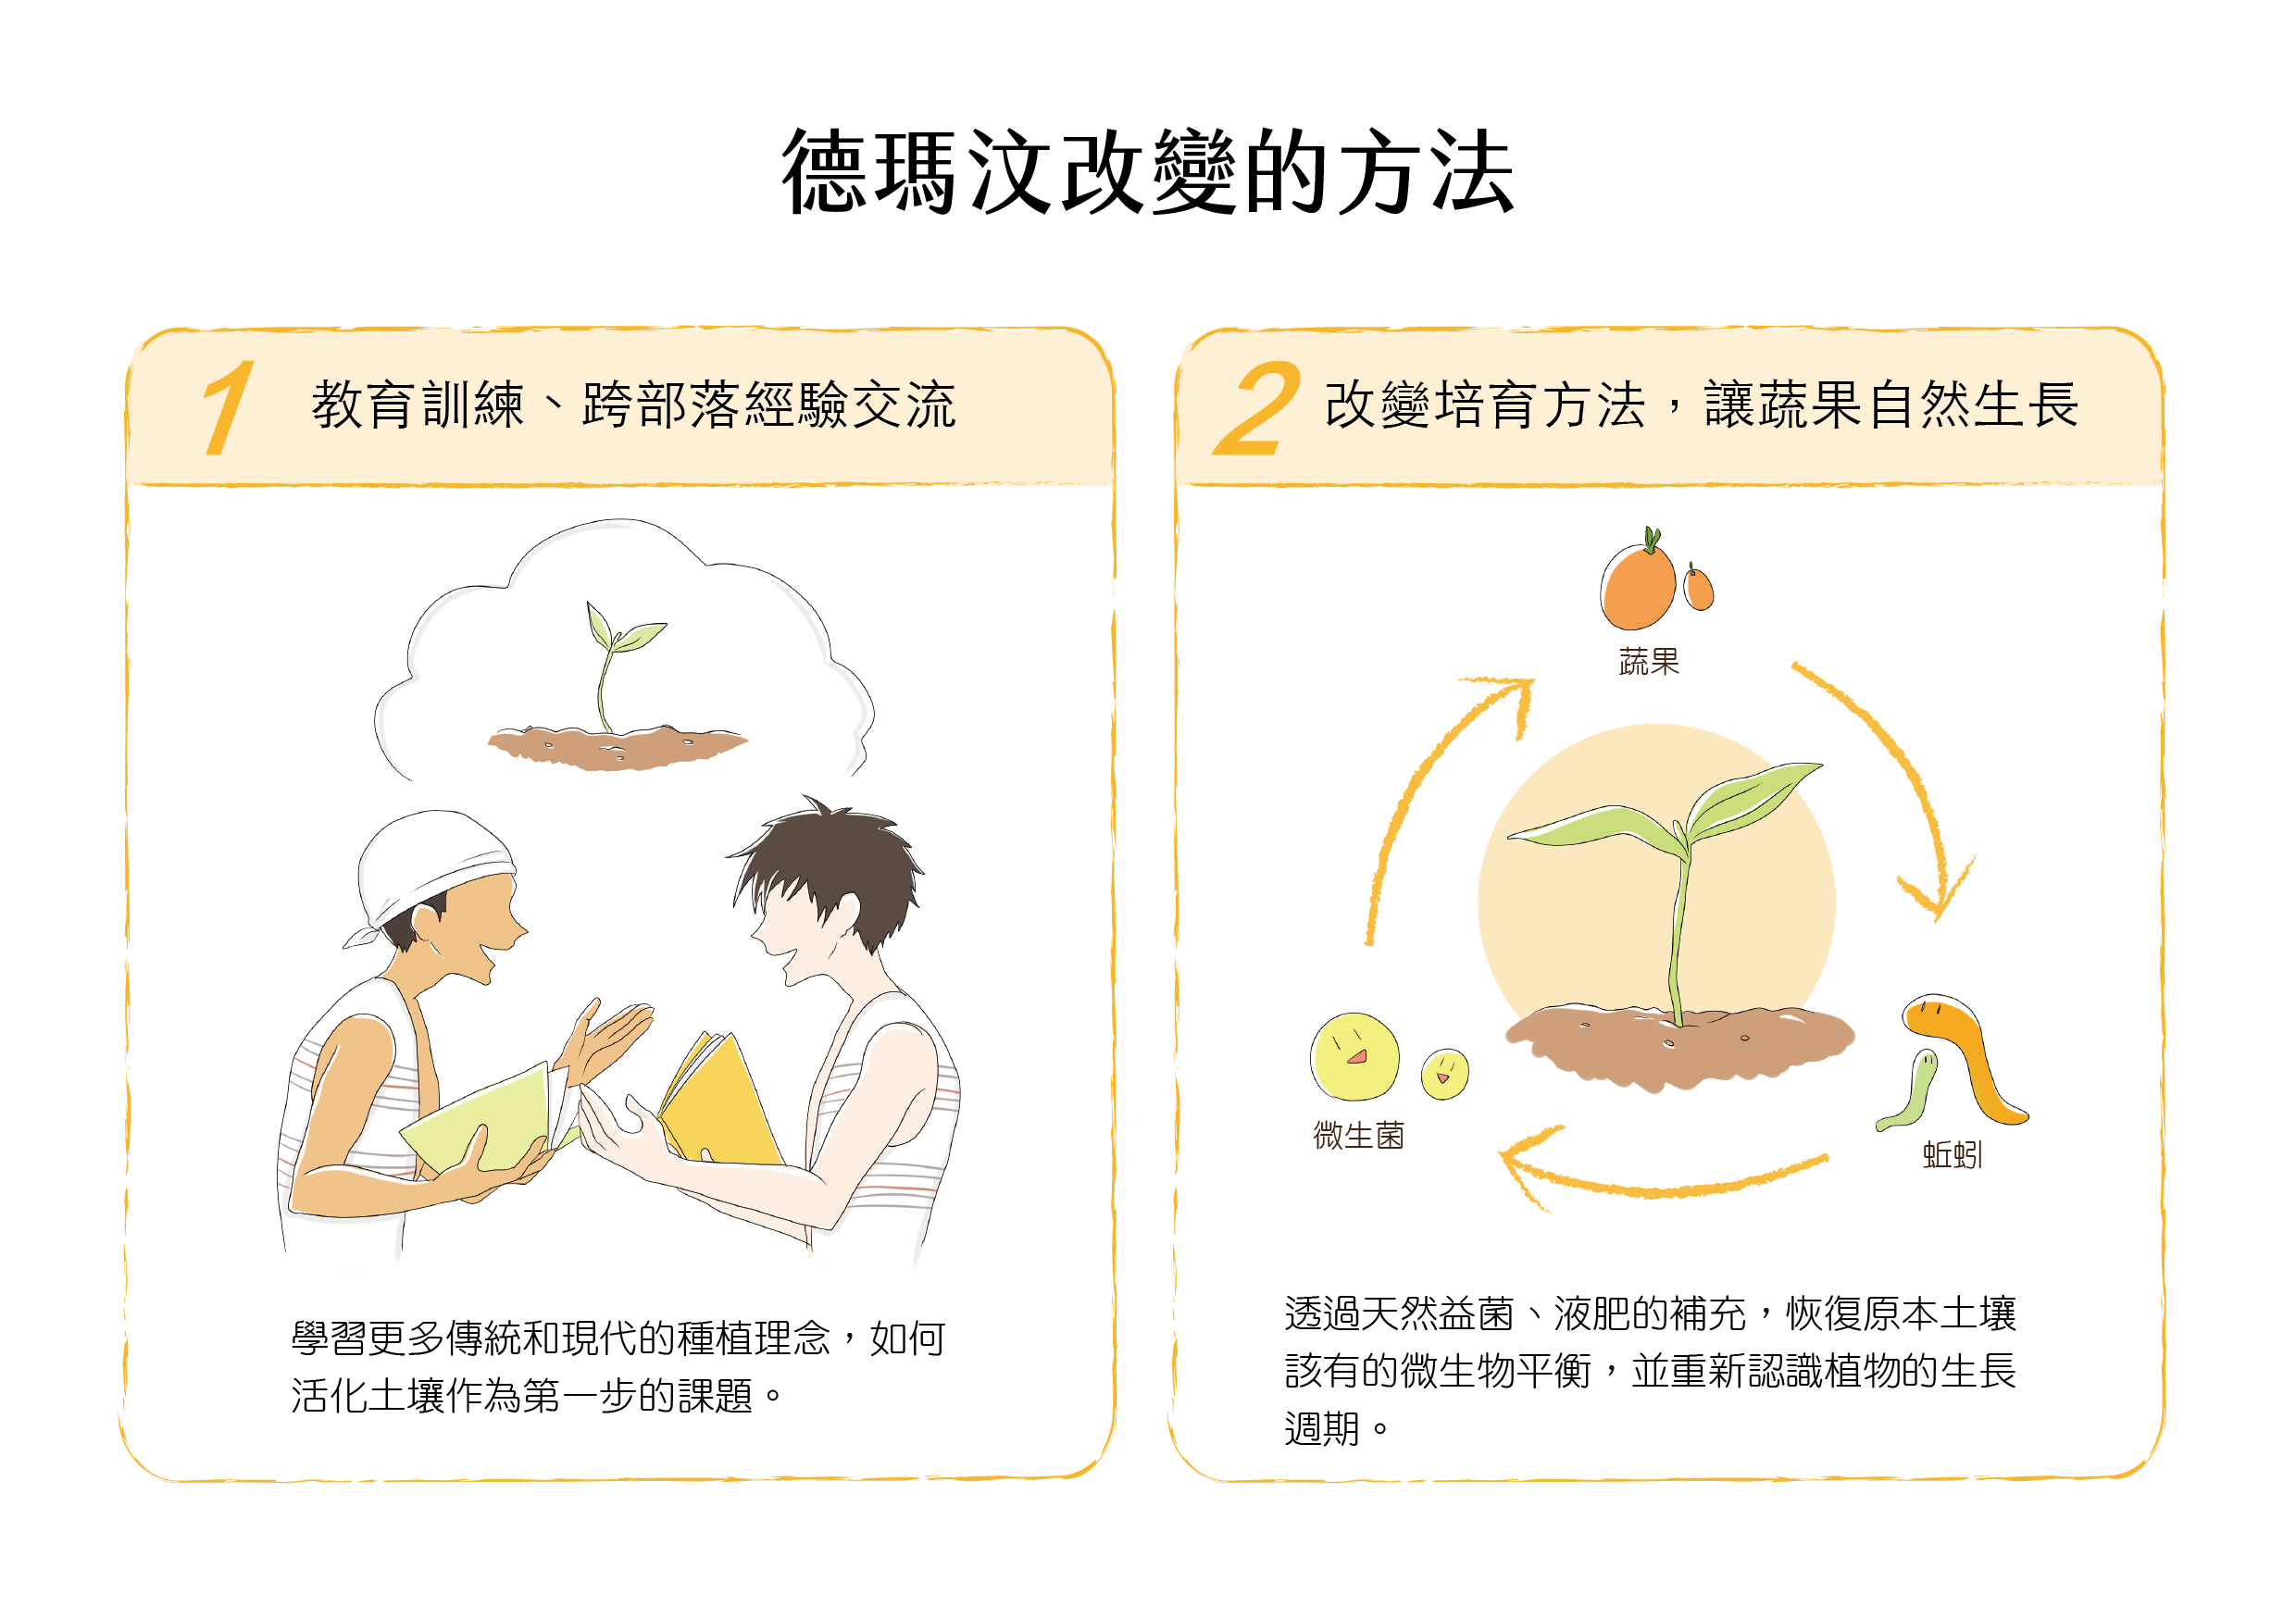 德瑪汶改變的方法
1 教育訓練、跨部落經驗交流
學習更多傳統和現代的種植理念，如何
活化土壤作為第一步的課題。
2 改變培育方法，讓蔬果自然生長
蔬果
微生菌
蚯蚓
透過天然益菌、液肥的補充，恢復原本土壤
該有的微生物平衡，並重新認識植物的生長
週期。